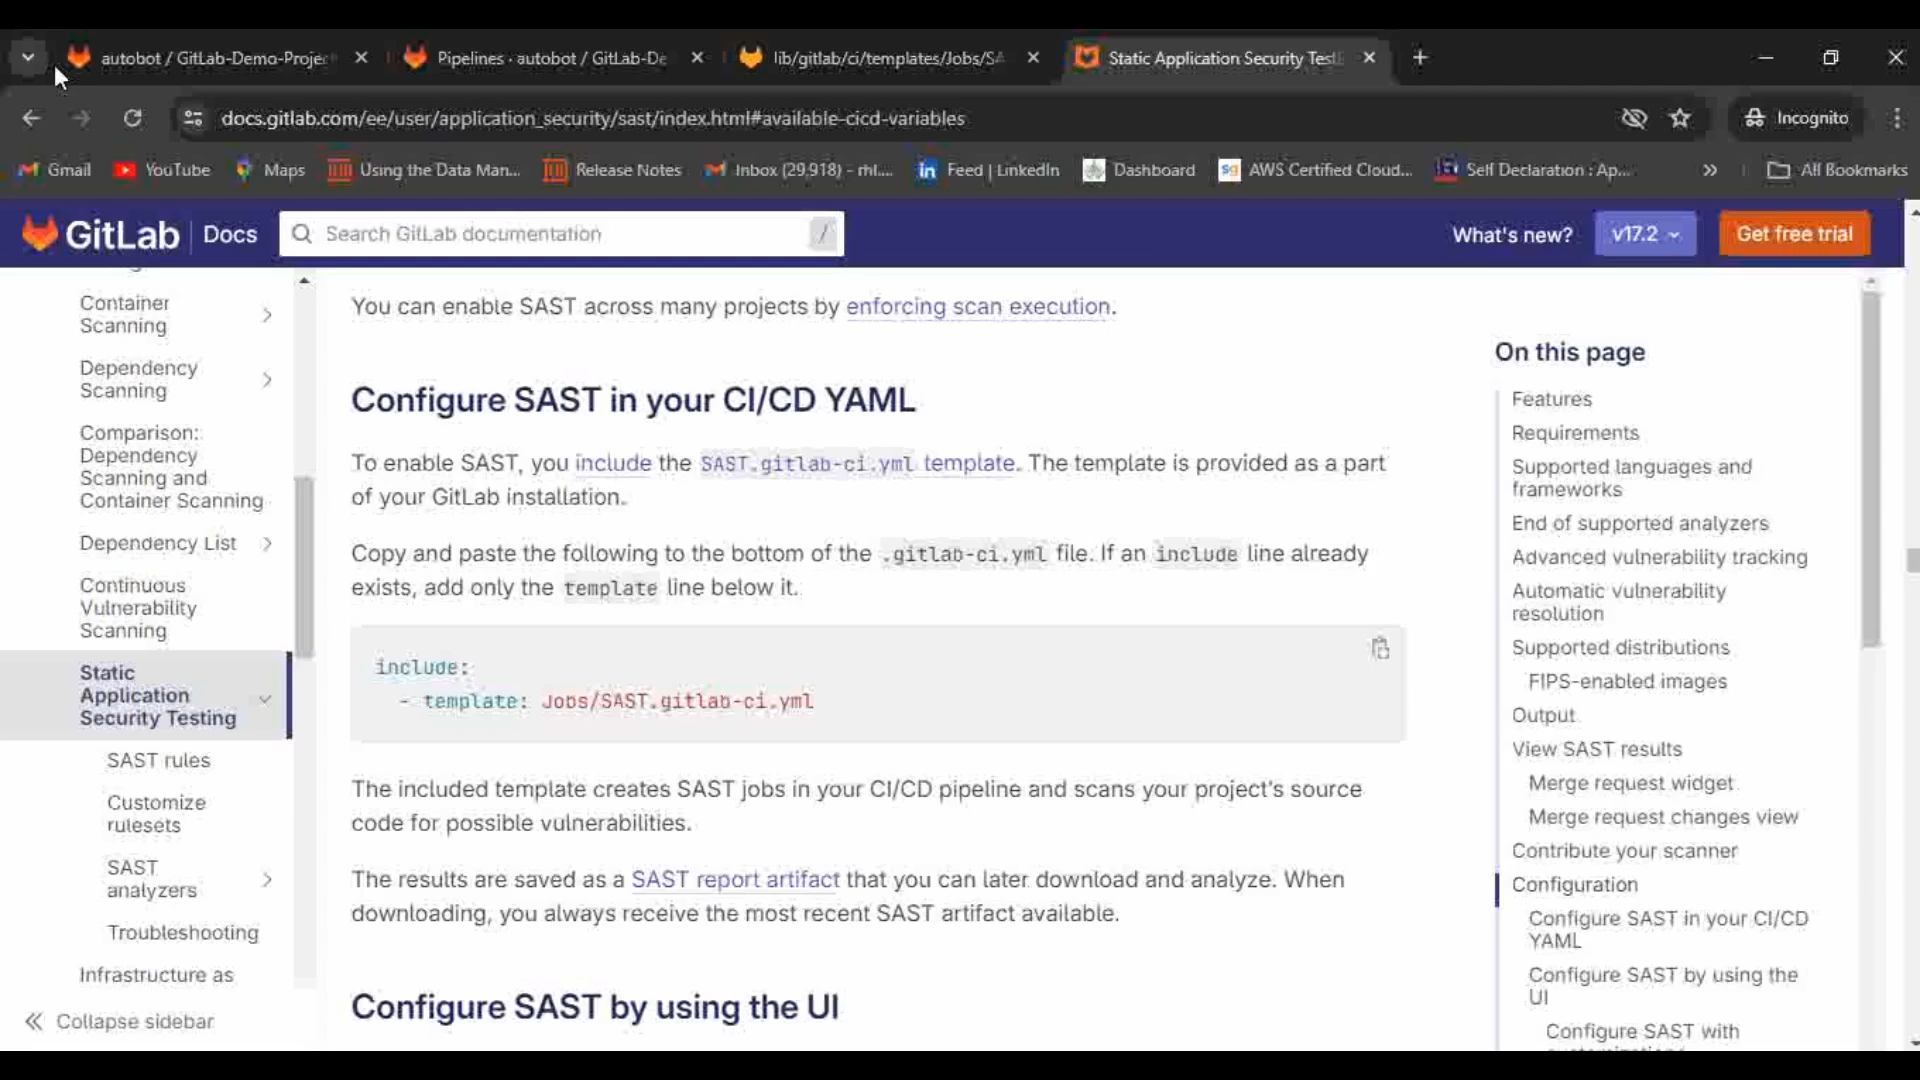 autobot / GitLab-Demo-Projec
Pipelines · autobot / GitLab-De
lib/gitlab/ci/templates/Jobs/SA
Static Application Security Testi
docs.gitlab.com/ee/user/application_security/sast/index.html#available-cicd-variables
Incognito
Gmail
YouTube
Maps
Using the Data Man...
Release Notes
Inbox (29,918) - rhl....
Feed | LinkedIn
Dashboard
AWS Certified Cloud...
Self Declaration : Ap...
All Bookmarks
GitLab Docs
Search GitLab documentation
/
What's new?
v17.2
Get free trial
Container
Scanning
Dependency
Scanning
Comparison:
Dependency
Scanning and
Container Scanning
Dependency List
Continuous
Vulnerability
Scanning
Static
Application
Security Testing
SAST rules
Customize
rulesets
SAST
analyzers
Troubleshooting
Infrastructure as
Collapse sidebar
You can enable SAST across many projects by enforcing scan execution.
Configure SAST in your CI/CD YAML
To enable SAST, you include the SAST.gitlab-ci.yml template. The template is provided as a part
of your GitLab installation.
Copy and paste the following to the bottom of the .gitlab-ci.yml file. If an include line already
exists, add only the template line below it.
include:
- template: Jobs/SAST.gitlab-ci.yml
The included template creates SAST jobs in your CI/CD pipeline and scans your project's source
code for possible vulnerabilities.
The results are saved as a SAST report artifact that you can later download and analyze. When
downloading, you always receive the most recent SAST artifact available.
Configure SAST by using the UI
On this page
Features
Requirements
Supported languages and
frameworks
End of supported analyzers
Advanced vulnerability tracking
Automatic vulnerability
resolution
Supported distributions
FIPS-enabled images
Output
View SAST results
Merge request widget
Merge request changes view
Contribute your scanner
Configuration
Configure SAST in your CI/CD
YAML
Configure SAST by using the
UI
Configure SAST with